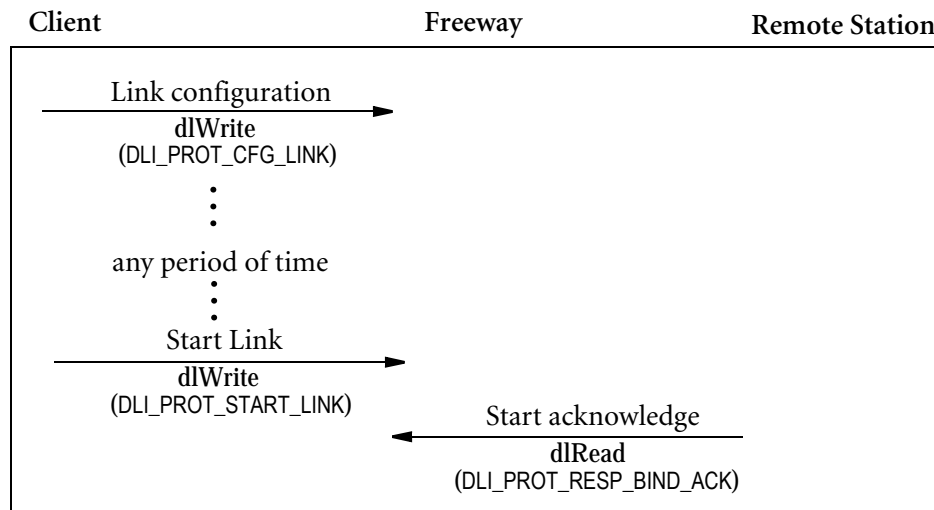 Client Freeway Remote Station
Link configuration
dlWrite
(DLI_PROT_CFG_LINK)
any period of time
Start Link
dlWrite
(DLI_PROT_START_LINK)
Start acknowledge
dlRead
(DLI_PROT_RESP_BIND_ACK)